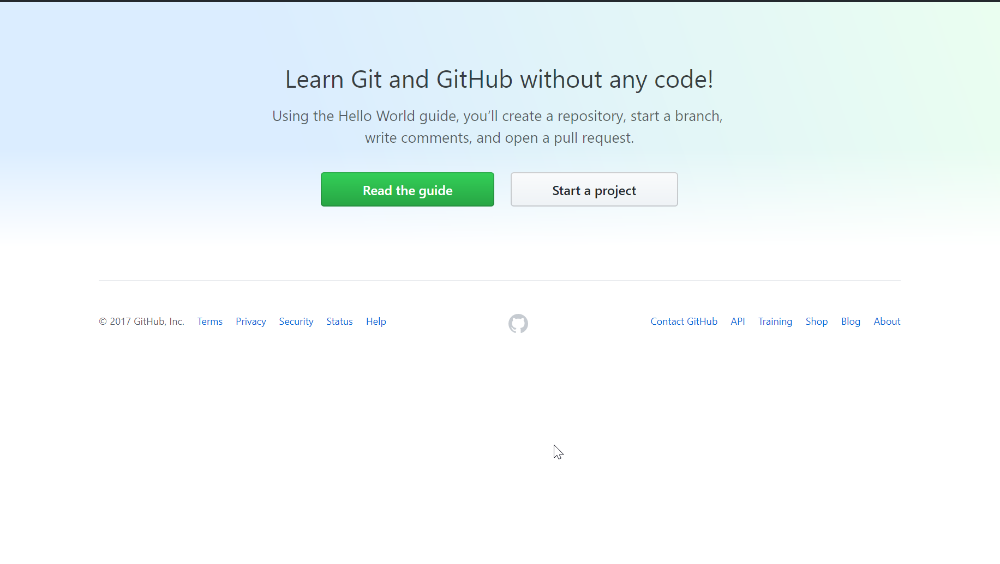 Learn Git and GitHub without any code!
Using the Hello World guide, you’ll create a repository, start a branch,
write comments, and open a pull request.
Read the guide Start a project
© 2017 GitHub, Inc. Terms Privacy Security Status Help Contact GitHub API Training Shop Blog About